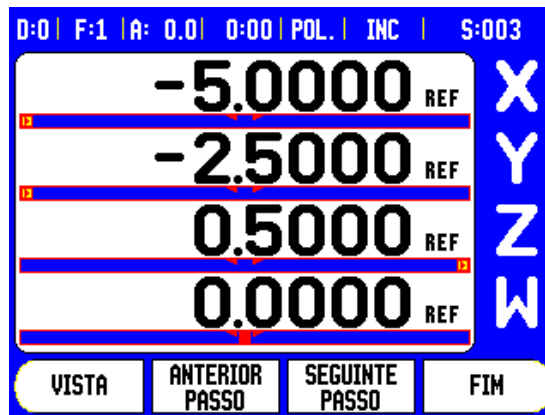 D:0 | F:1 | A: 0.0 | 0:00 | POL. | INC | S:003
-5.0000 REF X
-2.5000 REF Y
0.5000 REF Z
0.0000 REF W
VISTA
ANTERIOR
PASSO
SEGUINTE
PASSO
FIM